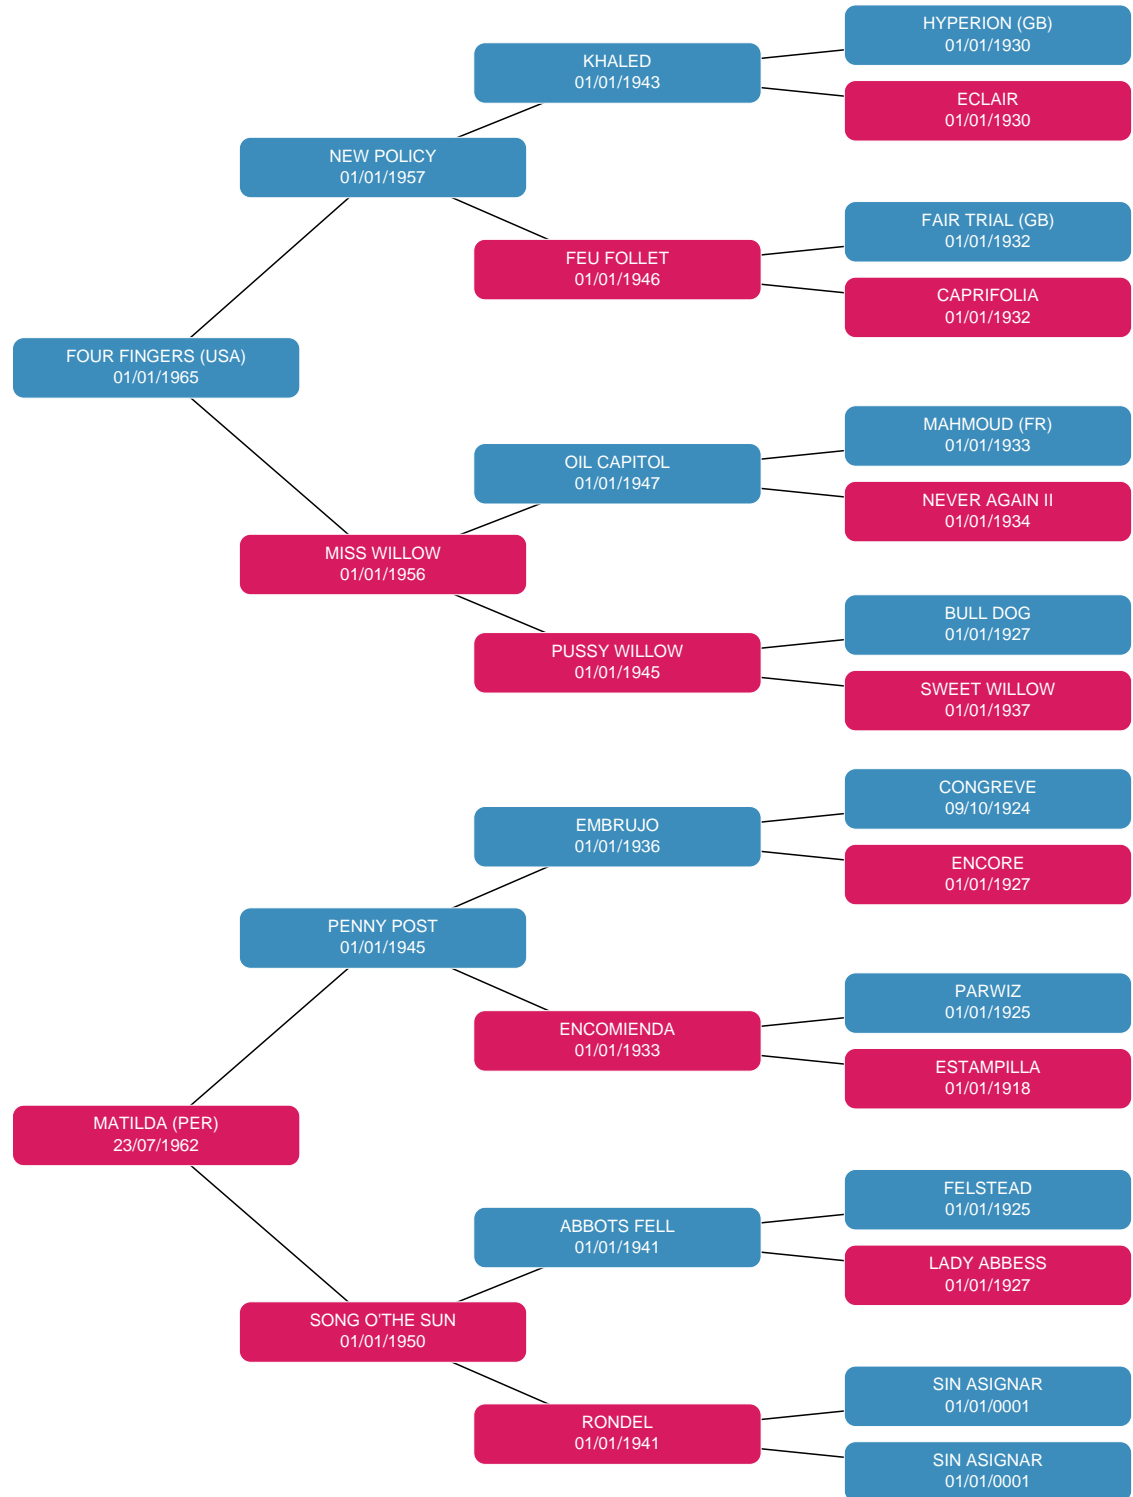 HYPERION (GB)
01/01/1930
KHALED
01/01/1943
ECLAIR
01/01/1930
NEW POLICY
01/01/1957
FAIR TRIAL (GB)
01/01/1932
FEU FOLLET
01/01/1946
CAPRIFOLIA
01/01/1932
FOUR FINGERS (USA)
01/01/1965
MAHMOUD (FR)
01/01/1933
OIL CAPITOL
01/01/1947
NEVER AGAIN II
01/01/1934
MISS WILLOW
01/01/1956
BULL DOG
01/01/1927
PUSSY WILLOW
01/01/1945
SWEET WILLOW
01/01/1937
CONGREVE
09/10/1924
EMBRUJO
01/01/1936
ENCORE
01/01/1927
PENNY POST
01/01/1945
PARWIZ
01/01/1925
ENCOMIENDA
01/01/1933
ESTAMPILLA
01/01/1918
MATILDA (PER)
23/07/1962
FELSTEAD
01/01/1925
ABBOTS FELL
01/01/1941
LADY ABBESS
01/01/1927
SONG O'THE SUN
01/01/1950
SIN ASIGNAR
01/01/0001
RONDEL
01/01/1941
SIN ASIGNAR
01/01/0001